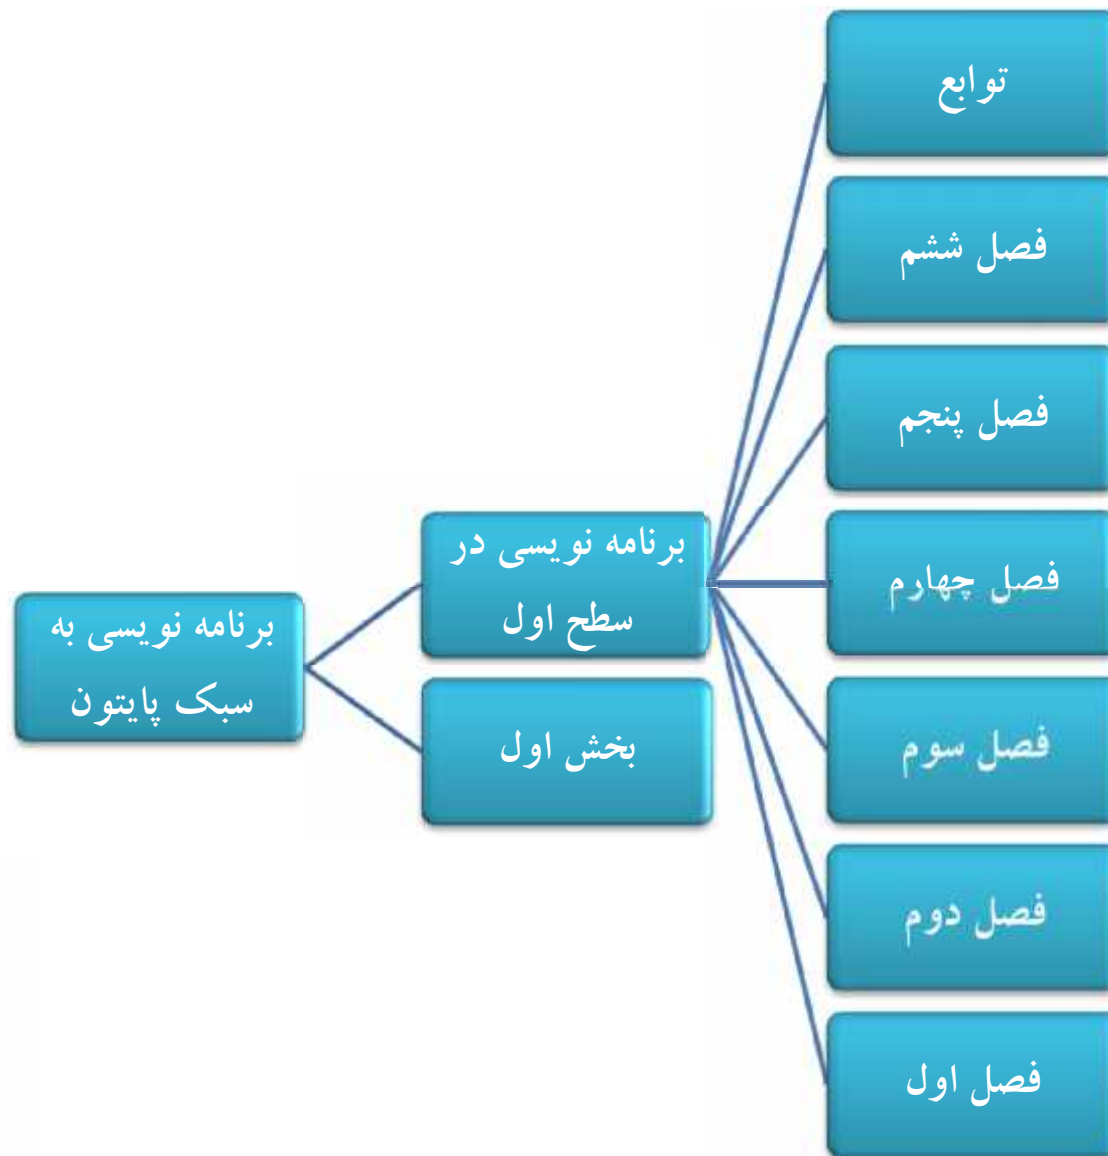 توابع
فصل ششم
فصل پنجم
فصل چهارم
فصل سوم
فصل دوم
فصل اول
برنامه نویسی در
سطح اول
بخش اول
برنامه نویسی به
سبک پایتون